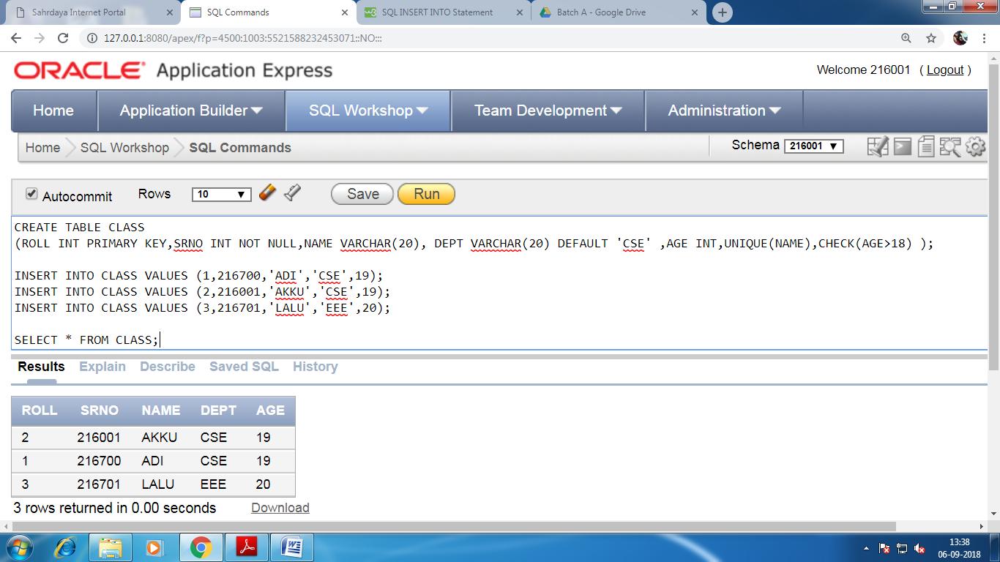 Sahrdaya Internet Portal
SQL Commands
SQL INSERT INTO Statement
Batch A - Google Drive
127.0.0.1:8080/apex/f?p=4500:1003:5521588232453071::NO:::
ORACLE Application Express
Welcome 216001 ( Logout )
Home Application Builder SQL Workshop Team Development Administration
Home SQL Workshop SQL Commands
Schema 216001
Autocommit Rows 10 Save Run
CREATE TABLE CLASS
(ROLL INT PRIMARY KEY,SRNO INT NOT NULL,NAME VARCHAR(20), DEPT VARCHAR(20) DEFAULT 'CSE' ,AGE INT,UNIQUE(NAME),CHECK(AGE>18) );
INSERT INTO CLASS VALUES (1,216700,'ADI','CSE',19);
INSERT INTO CLASS VALUES (2,216001,'AKKU','CSE',19);
INSERT INTO CLASS VALUES (3,216701,'LALU','EEE',20);
SELECT * FROM CLASS;
Results Explain Describe Saved SQL History
ROLL SRNO NAME DEPT AGE
2 216001 AKKU CSE 19
1 216700 ADI CSE 19
3 216701 LALU EEE 20
3 rows returned in 0.00 seconds Download
13:38
06-09-2018